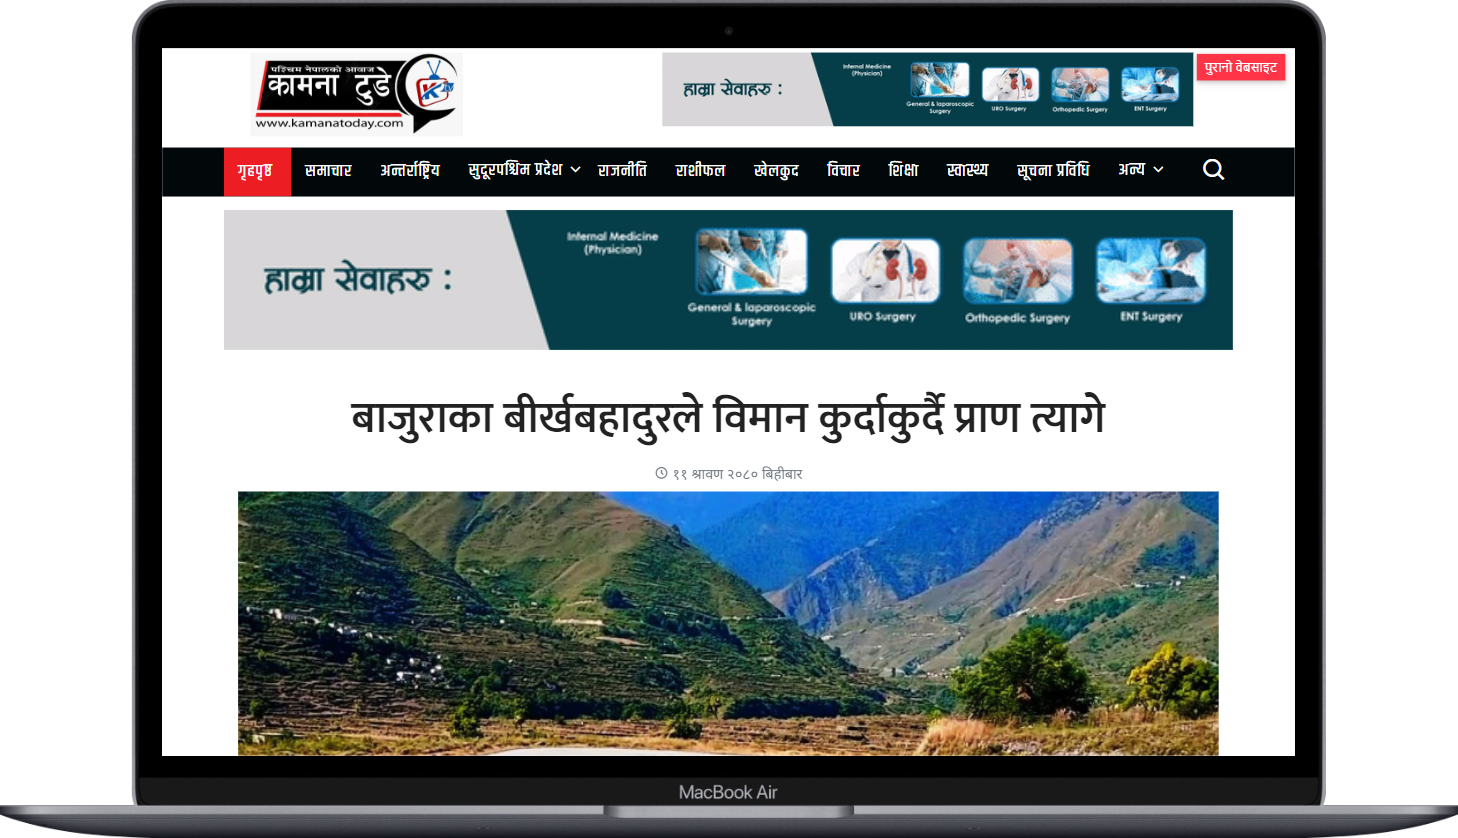 पश्चिम नेपालको आवाज
कामना टुडे
www.kamanatoday.com
हाम्रा सेवाहरु :
Internal Medicine
(Physician)
General & laparoscopic
Surgery
URO Surgery
Orthopedic Surgery
ENT Surgery
पुरानो वेबसाइट
गृहपृष्ठ समाचार अन्तर्राष्ट्रिय सुदूरपश्चिम प्रदेश राजनीति राशीफल खेलकुद विचार शिक्षा स्वास्थ्य सूचना प्रविधि अन्य
हाम्रा सेवाहरु :
Internal Medicine
(Physician)
General & laparoscopic
Surgery
URO Surgery
Orthopedic Surgery
ENT Surgery
बाजुराका बीर्खबहादुरले विमान कुर्दाकुर्दै प्राण त्यागे
११ श्रावण २०८० बिहीबार
MacBook Air